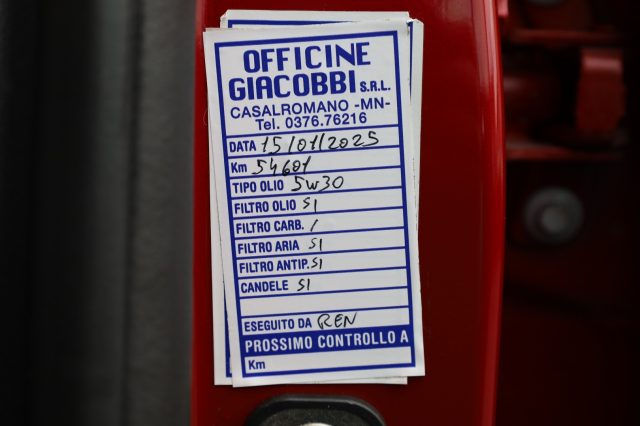 OFFICINE
GIACOBBI S.R.L.
CASALROMANO -MN-
Tel. 0376.76216
DATA 15/01/2025
Km 54601
TIPO OLIO 5W30
FILTRO OLIO SI
FILTRO CARB. /
FILTRO ARIA SI
FILTRO ANTIP. SI
CANDELE SI
ESEGUITO DA REN
PROSSIMO CONTROLLO A
Km